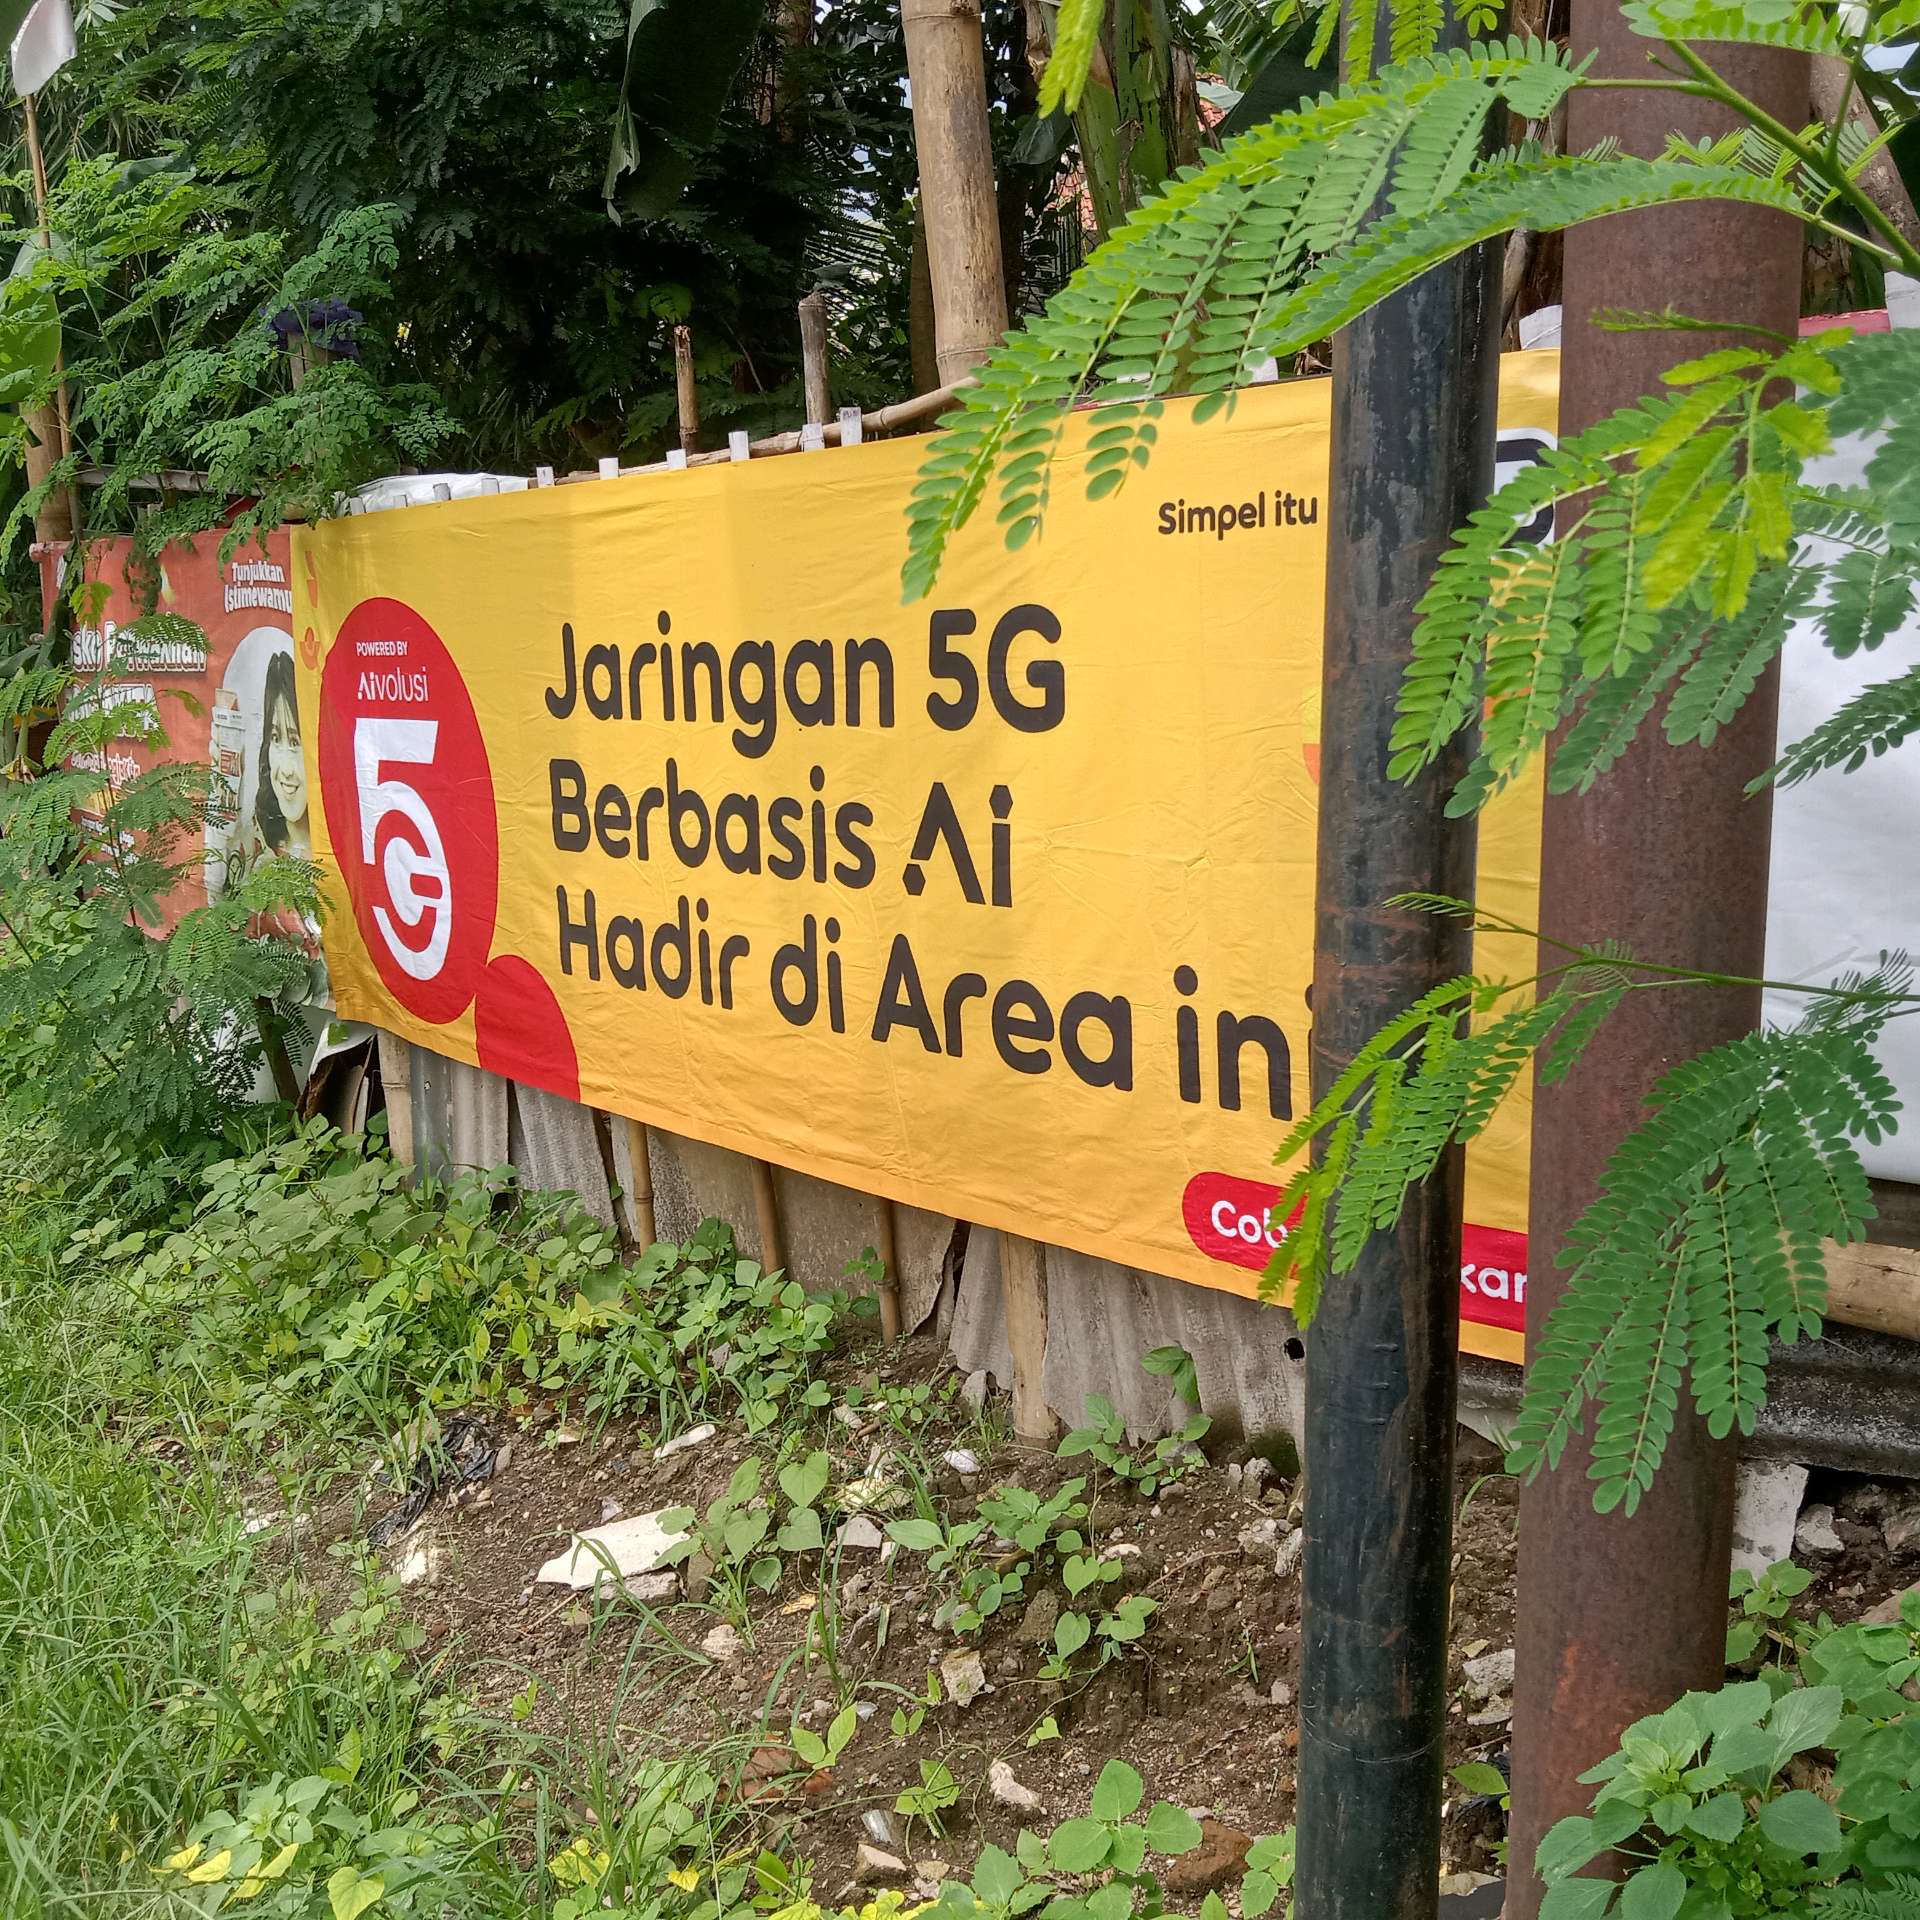 Tunjukkan
Istimewamu
POWERED BY
Aivolusi
5G
Simpel itu
Jaringan 5G
Berbasis Ai
Hadir di Area ini